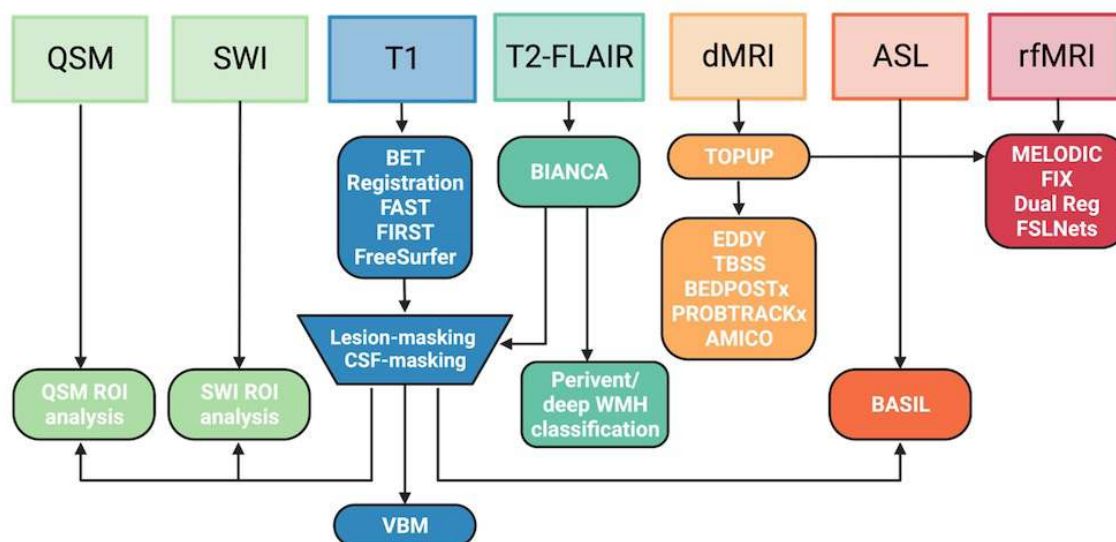 QSM
SWI
T1
T2-FLAIR
dMRI
ASL
rfMRI
BET
Registration
FAST
FIRST
FreeSurfer
BIANCA
TOPUP
MELODIC
FIX
Dual Reg
FSLNets
EDDY
TBSS
BEDPOSTx
PROBTRACKx
AMICO
Lesion-masking
CSF-masking
QSM ROI
analysis
SWI ROI
analysis
Perivent/
deep WMH
classification
BASIL
VBM